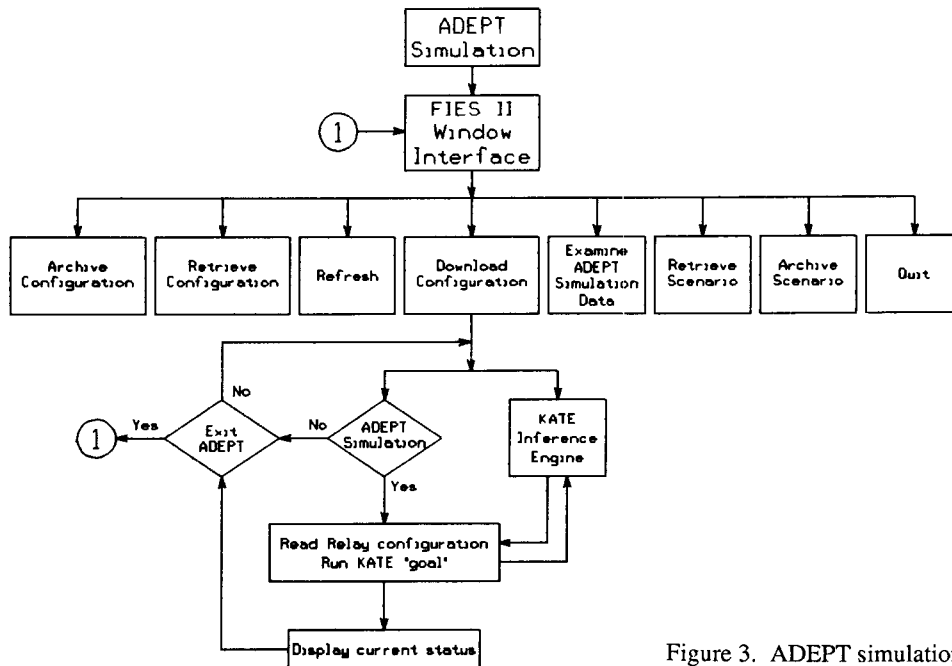 ADEPT
Simulation
1
FIES II
Window
Interface
Archive
Configuration
Retrieve
Configuration
Refresh
Download
Configuration
Examine
ADEPT
Simulation
Data
Retrieve
Scenario
Archive
Scenario
Quit
No
Yes
1
Exit
ADEPT
No
ADEPT
Simulation
Yes
KATE
Inference
Engine
Read Relay configuration
Run KATE "goal"
Display current status
Figure 3. ADEPT simulatio